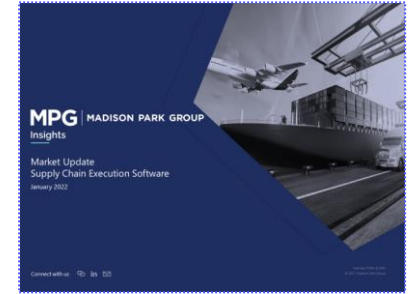 MPG | MADISON PARK GROUP
Insights
Market Update
Supply Chain Execution Software
January 2022
Connect with us